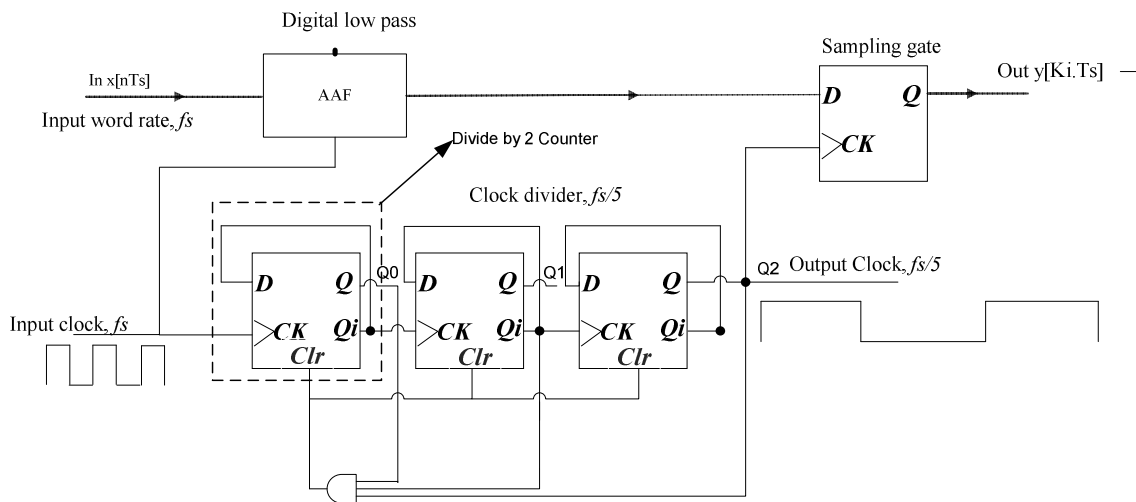 Digital low pass
In x[nTs]
AAF
Input word rate, fs
Sampling gate
D
Q
CK
Out y[Ki.Ts]
Divide by 2 Counter
Clock divider, fs/5
D
Q
CK
Qi
Clr
Q0
D
Q
CK
Qi
Clr
Q1
D
Q
CK
Qi
Clr
Q2
Output Clock, fs/5
Input clock, fs